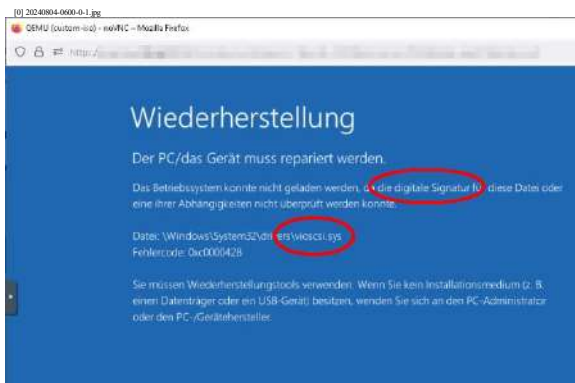 [0] 20240804-0600-0-1.jpg
QEMU (custom-iso) - noVNC – Mozilla Firefox
Wiederherstellung
Der PC/das Gerät muss repariert werden.
Das Betriebssystem konnte nicht geladen werden, da die digitale Signatur für diese Datei oder
eine ihrer Abhängigkeiten nicht überprüft werden konnte.
Datei: \Windows\System32\drivers\vioscsi.sys
Fehlercode: 0xc0000428
Sie müssen Wiederherstellungstools verwenden. Wenn Sie kein Installationsmedium (z. B.
einen Datenträger oder ein USB-Gerät) besitzen, wenden Sie sich an den PC-Administrator
oder den PC-/Gerätehersteller.